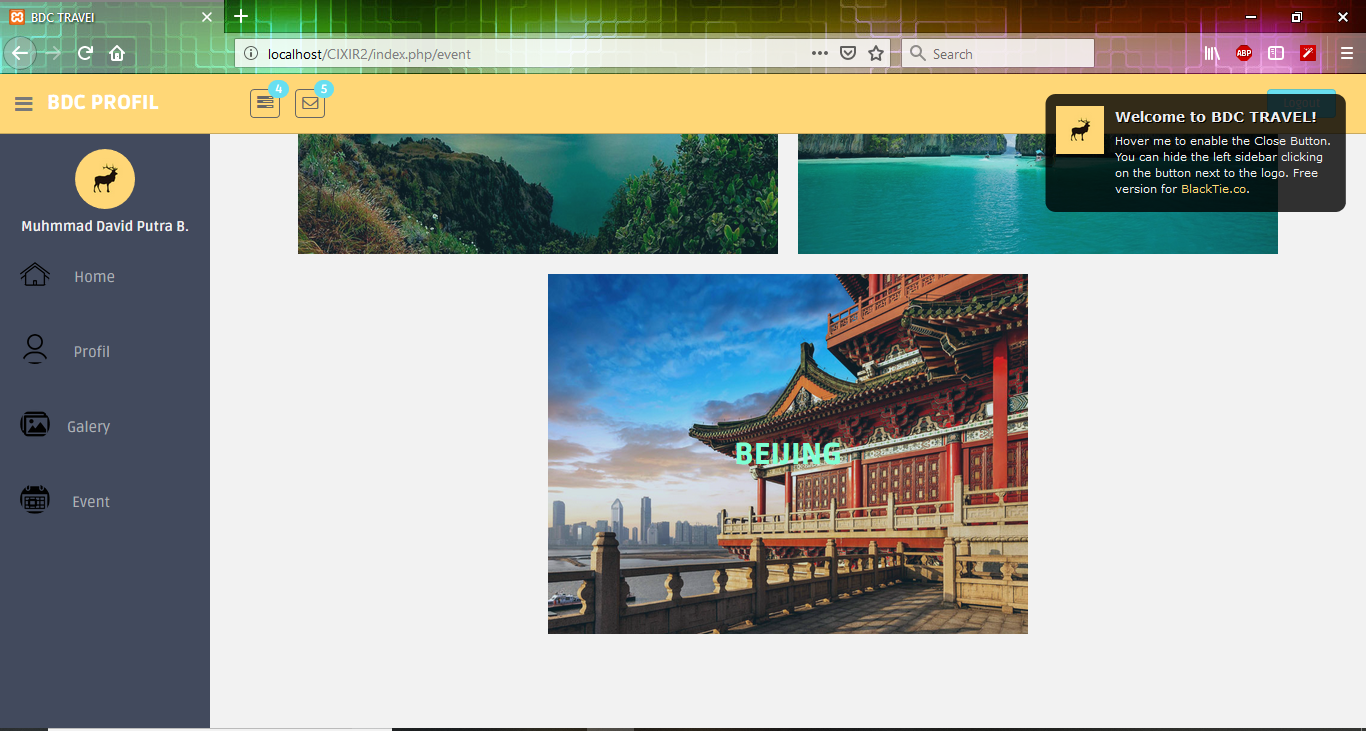 BDC TRAVEl
localhost/CIXIR2/index.php/event
Search
ABP
BDC PROFIL
4
5
Logout
Welcome to BDC TRAVEL!
Hover me to enable the Close Button.
You can hide the left sidebar clicking
on the button next to the logo. Free
version for BlackTie.co.
Muhmmad David Putra B.
Home
Profil
Galery
Event
BEIJING